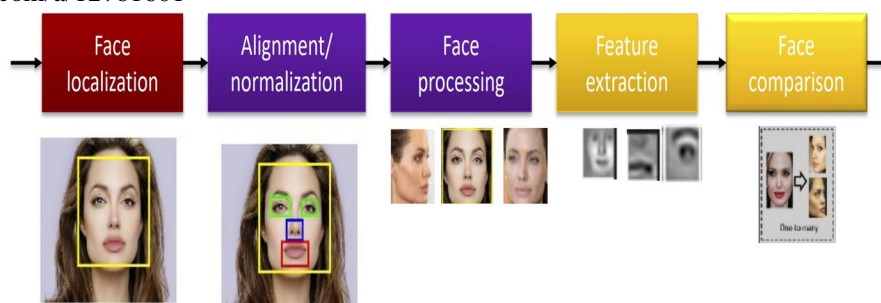 Face
localization
Alignment/
normalization
Face
processing
Feature
extraction
Face
comparison
One-to-many